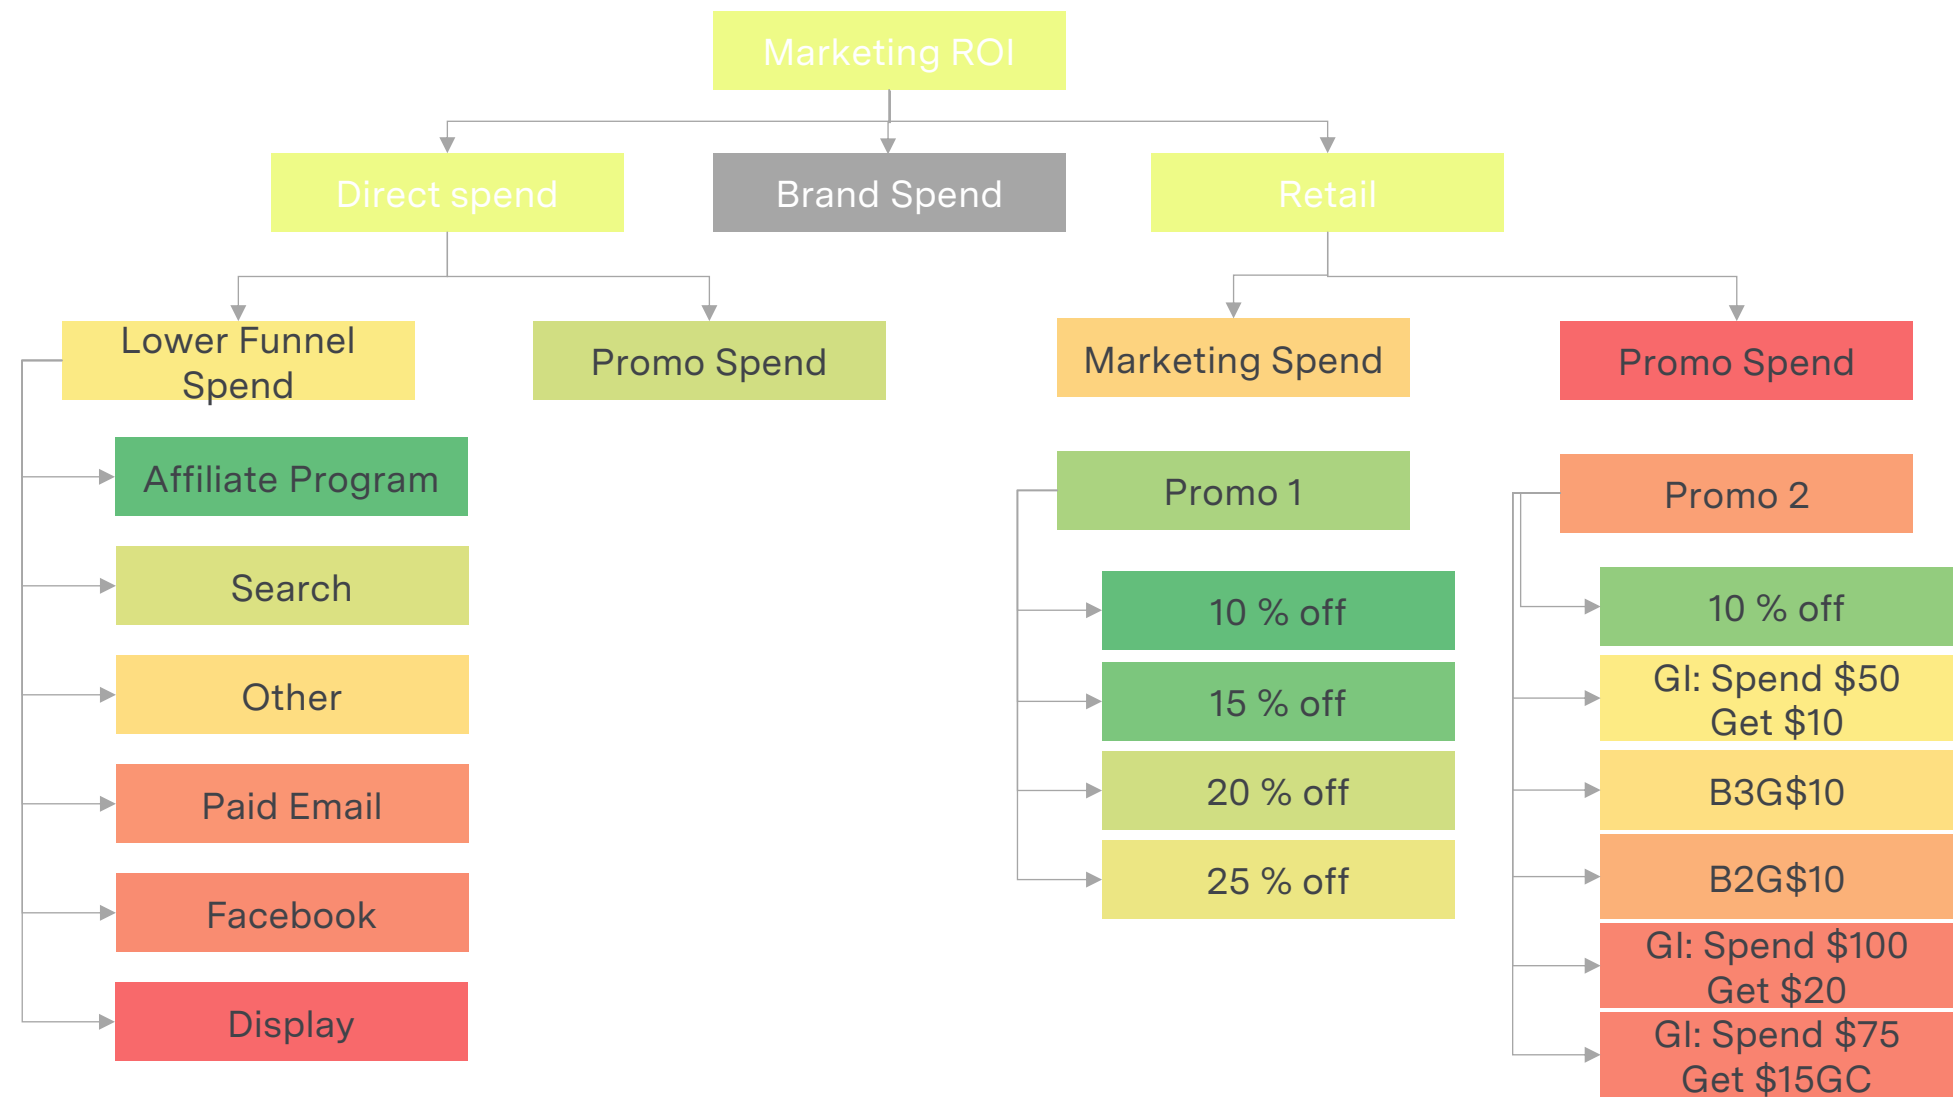 Marketing ROI
Direct spend
Brand Spend
Retail
Lower Funnel
Spend
Promo Spend
Marketing Spend
Promo Spend
Affiliate Program
Search
Other
Paid Email
Facebook
Display
Promo 1
10 % off
15 % off
20 % off
25 % off
Promo 2
10 % off
GI: Spend $50
Get $10
B3G$10
B2G$10
GI: Spend $100
Get $20
GI: Spend $75
Get $15GC